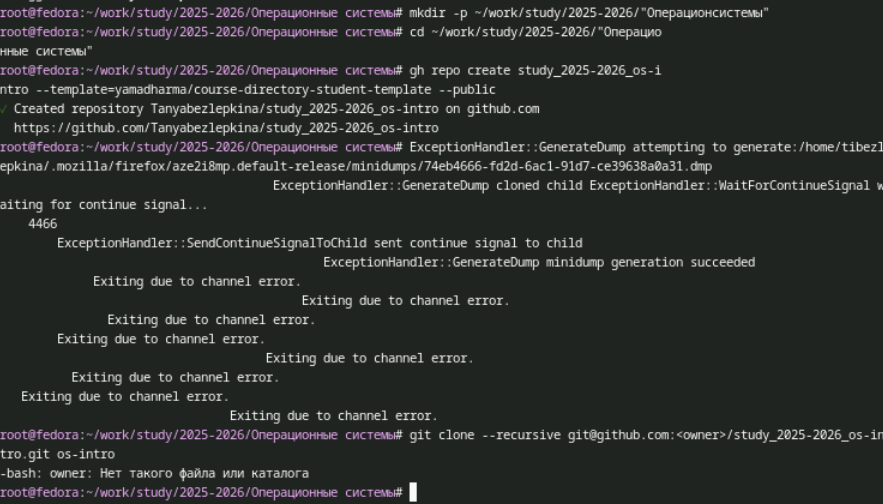 root@fedora:~/work/study/2025-2026/Операционные системы# mkdir -p ~/work/study/2025-2026/"Операционсистемы"
root@fedora:~/work/study/2025-2026/Операционные системы# cd ~/work/study/2025-2026/"Операцио
нные системы"
root@fedora:~/work/study/2025-2026/Операционные системы# gh repo create study_2025-2026_os-i
ntro --template=yamadharma/course-directory-student-template --public
✓ Created repository Tanyabezlepkina/study_2025-2026_os-intro on github.com
https://github.com/Tanyabezlepkina/study_2025-2026_os-intro
root@fedora:~/work/study/2025-2026/Операционные системы# ExceptionHandler::GenerateDump attempting to generate:/home/tibezl
epkina/.mozilla/firefox/aze2i8mp.default-release/minidumps/74eb4666-fd2d-6ac1-91d7-ce39638a0a31.dmp
ExceptionHandler::GenerateDump cloned child ExceptionHandler::WaitForContinueSignal w
aiting for continue signal...
4466
ExceptionHandler::SendContinueSignalToChild sent continue signal to child
ExceptionHandler::GenerateDump minidump generation succeeded
Exiting due to channel error.
Exiting due to channel error.
Exiting due to channel error.
Exiting due to channel error.
Exiting due to channel error.
Exiting due to channel error.
Exiting due to channel error.
Exiting due to channel error.
root@fedora:~/work/study/2025-2026/Операционные системы# git clone --recursive git@github.com:<owner>/study_2025-2026_os-in
tro.git os-intro
-bash: owner: Нет такого файла или каталога
root@fedora:~/work/study/2025-2026/Операционные системы#